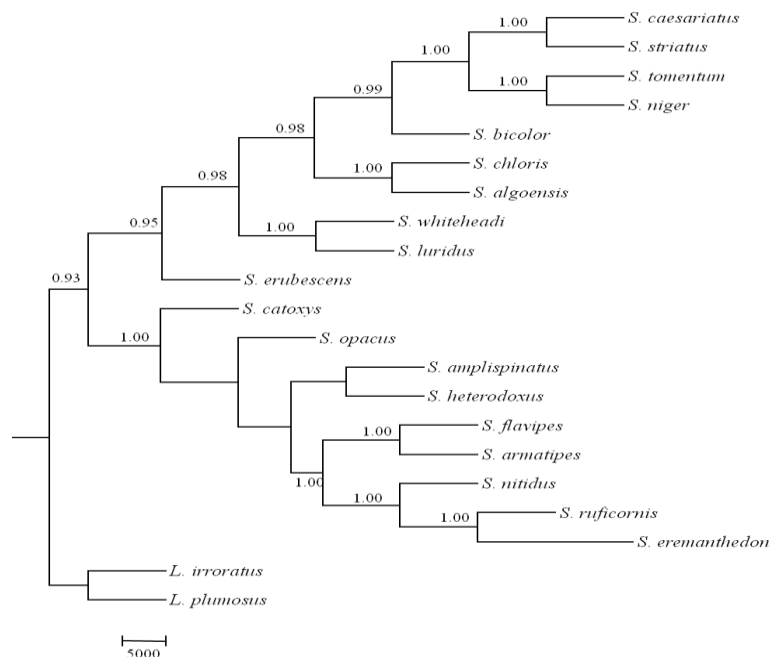 1.00
S. caesariatus
S. striatus
1.00
1.00
S. tomentum
S. niger
0.99
S. bicolor
0.98
1.00
S. chloris
S. algoensis
0.98
1.00
S. whiteheadi
S. luridus
0.95
S. erubescens
0.93
S. catoxys
1.00
S. opacus
S. amplispinatus
S. heterodoxus
1.00
S. flavipes
S. armatipes
1.00
S. nitidus
1.00
1.00
S. ruficornis
S. eremanthedon
L. irroratus
L. plumosus
5000